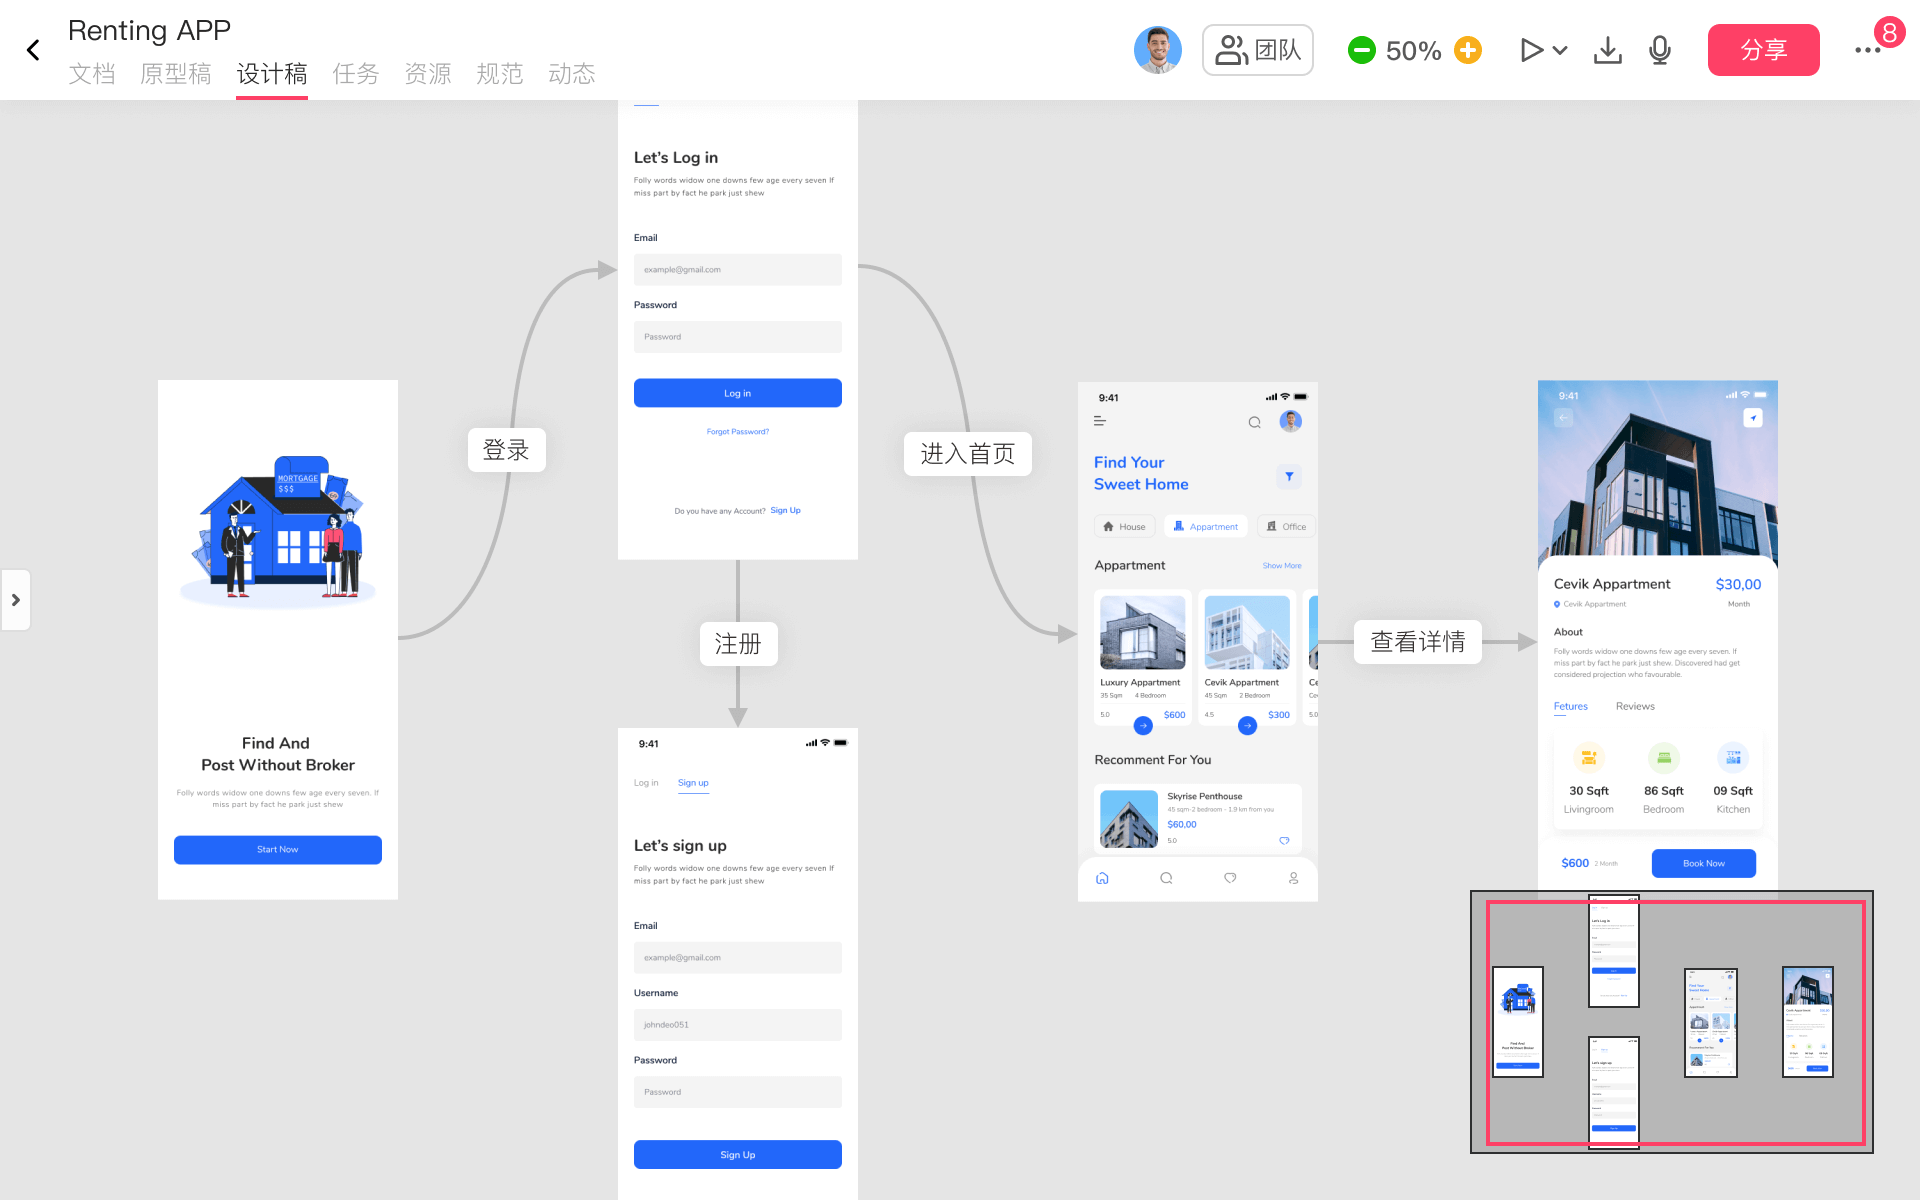 Renting APP
文档 原型稿 设计稿 任务 资源 规范 动态
团队
50%
分享
8
Let's Log in
Folly words widow one downs few age every seven If
miss part by fact he park just shew
Email
example@gmail.com
Password
Password
Log in
Forgot Password?
Do you have any Account? Sign Up
登录
进入首页
注册
查看详情
MORTGAGE
$$$
Find And
Post Without Broker
Folly words widow one downs few age every seven. If
miss part by fact he park just shew
Start Now
9:41
Log in Sign up
Let's sign up
Folly words widow one downs few age every seven If
miss part by fact he park just shew
Email
example@gmail.com
Username
johndeo051
Password
Password
Sign Up
9:41
Find Your
Sweet Home
House Appartment Office
Appartment Show More
Luxury Appartment
35 Sqm 4 Bedroom
5.0 $600
Cevik Appartment
45 Sqm 2 Bedroom
4.5 $300
Ce
Ce
5.0
Recomment For You
Skyrise Penthouse
45 sqm-2 bedroom - 1.9 km from you
$60,00
5.0
9:41
Cevik Appartment $30,00
Cevik Appartment Month
About
Folly words widow one downs few age every seven. If
miss part by fact he park just shew. Discovered had get
considered projection who favourable.
Fetures Reviews
30 Sqft 86 Sqft 09 Sqft
Livingroom Bedroom Kitchen
$600 2 Month Book Now